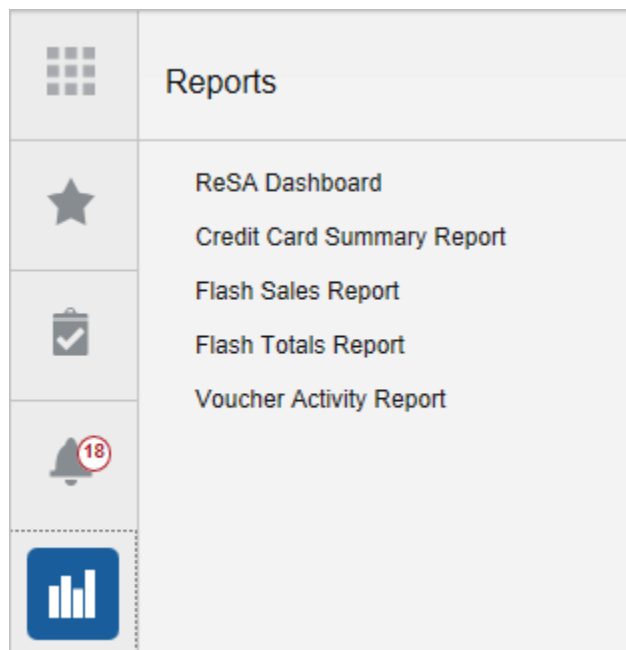 Reports
ReSA Dashboard
Credit Card Summary Report
Flash Sales Report
Flash Totals Report
Voucher Activity Report
18